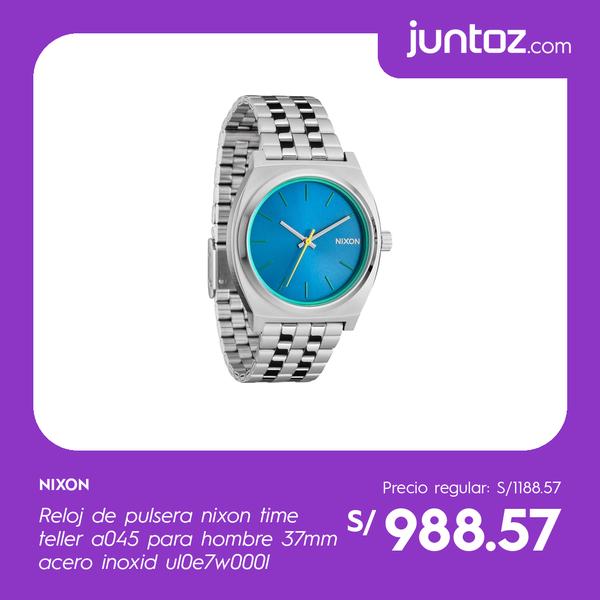 juntoz.com
NIXON
NIXON
Precio regular: S/1188.57
Reloj de pulsera nixon time
teller a045 para hombre 37mm
acero inoxid ul0e7w000l
S/ 988.57